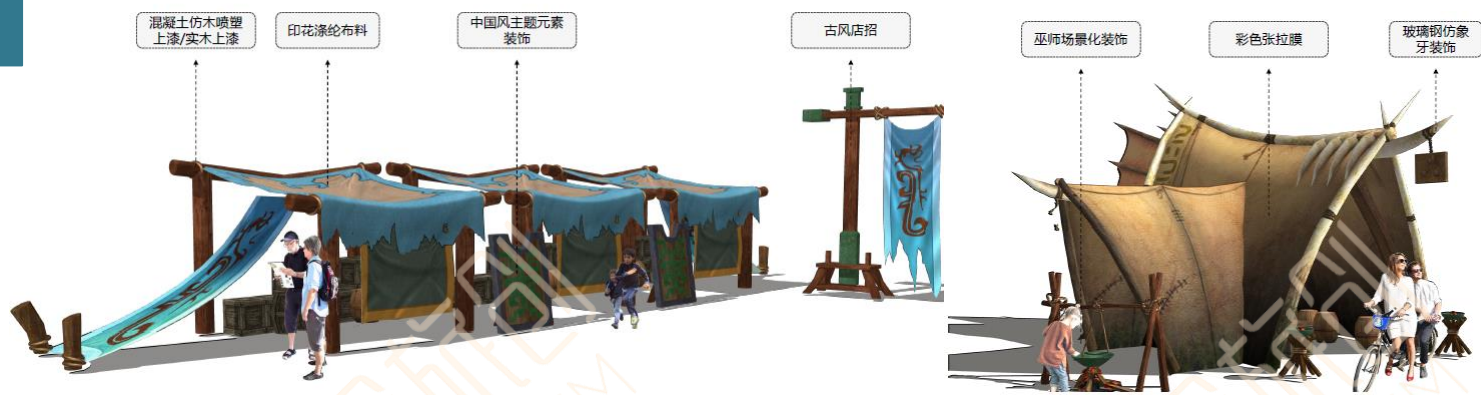 混凝土仿木喷塑
上漆/实木上漆
印花涤纶布料
中国风主题元素
装饰
古风店招
巫师场景化装饰
彩色张拉膜
玻璃钢仿象
牙装饰